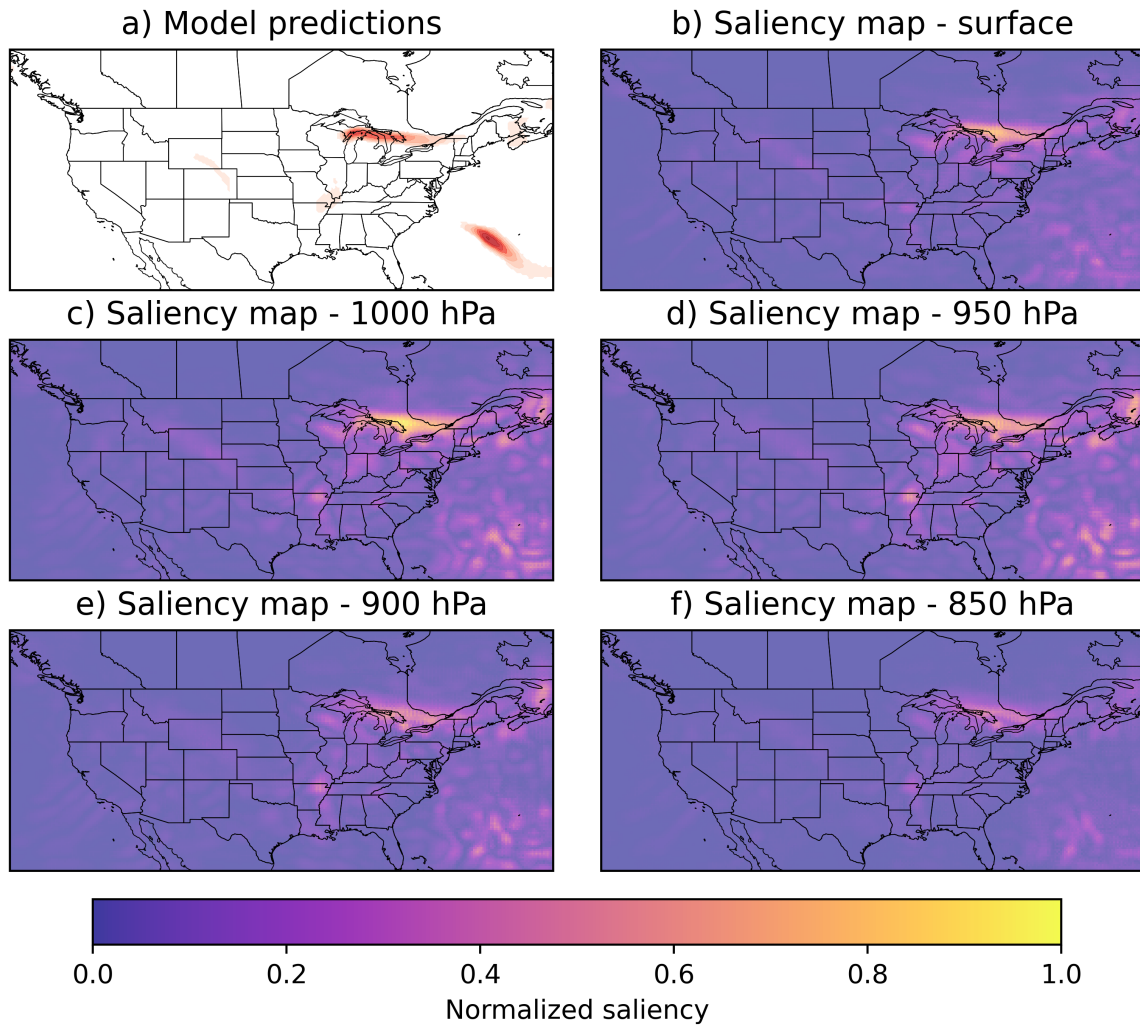 a) Model predictions
b) Saliency map - surface
c) Saliency map - 1000 hPa
d) Saliency map - 950 hPa
e) Saliency map - 900 hPa
f) Saliency map - 850 hPa
0.0 0.2 0.4 0.6 0.8 1.0
Normalized saliency